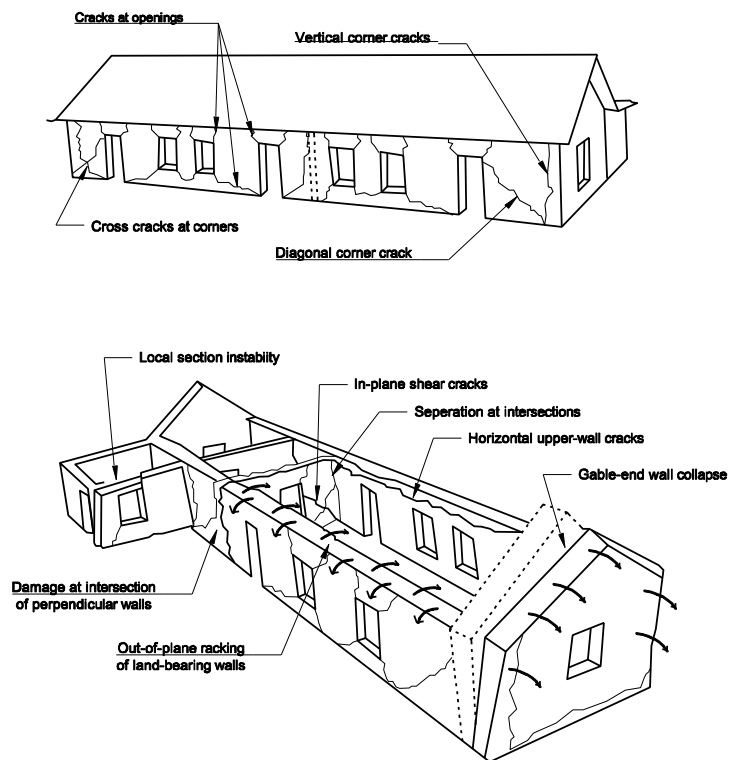 Cracks at openings
Vertical corner cracks
Cross cracks at corners
Diagonal corner crack
Local section instabiity
In-plane shear cracks
Seperation at intersections
Horizontal upper-wall cracks
Gable-end wall collapse
Damage at intersection
of perpendicular walls
Out-of-plane racking
of land-bearing walls